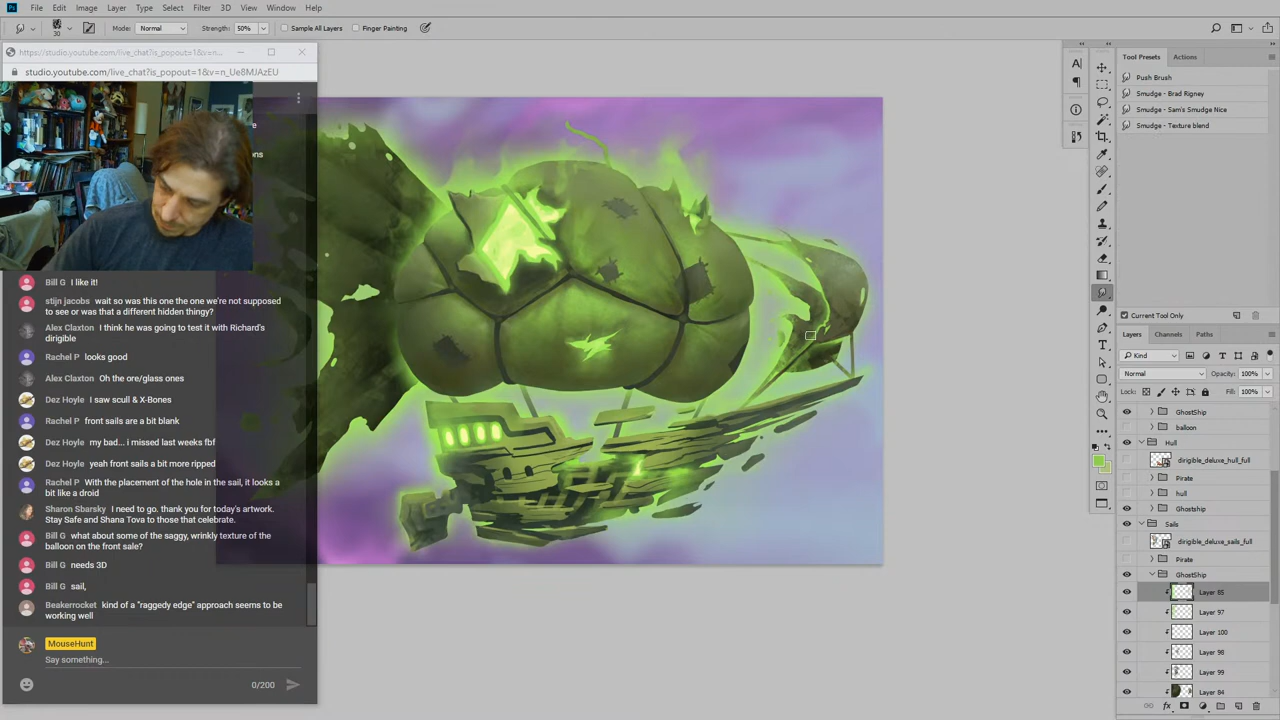 File Edit Image Layer Type Select Filter 3D View Window Help
30
Mode: Normal
Strength: 50%
Sample All Layers
Finger Painting
https://studio.youtube.com/live_chat?is_popout=1&v=n...
studio.youtube.com/live_chat?is_popout=1&v=n_Ue8MJAzEU
Bill G I like it!
stijn jacobs wait so was this one the one we're not supposed
to see or was that a different hidden thingy?
Alex Claxton I think he was going to test it with Richard's
dirigible
Rachel P looks good
Alex Claxton Oh the ore/glass ones
Dez Hoyle I saw scull & X-Bones
Rachel P front sails are a bit blank
Dez Hoyle my bad... i missed last weeks fbf
Dez Hoyle yeah front sails a bit more ripped
Rachel P With the placement of the hole in the sail, it looks a
bit like a droid
Sharon Sbarsky I need to go. thank you for today's artwork.
Stay Safe and Shana Tova to those that celebrate.
Bill G what about some of the saggy, wrinkly texture of the
balloon on the front sale?
Bill G needs 3D
Bill G sail,
Beakerrocket kind of a "raggedy edge" approach seems to be
working well
MouseHunt
Say something...
0/200
Tool Presets Actions
Push Brush
Smudge - Brad Rigney
Smudge - Sam's Smudge Nice
Smudge - Texture blend
Current Tool Only
Layers Channels Paths
Kind
Normal
Opacity: 100%
Lock:
Fill: 100%
GhostShip
balloon
Hull
dirigible_deluxe_hull_full
Pirate
hull
Ghostship
Sails
dirigible_deluxe_sails_full
Pirate
GhostShip
Layer 85
Layer 97
Layer 100
Layer 98
Layer 99
Layer 84